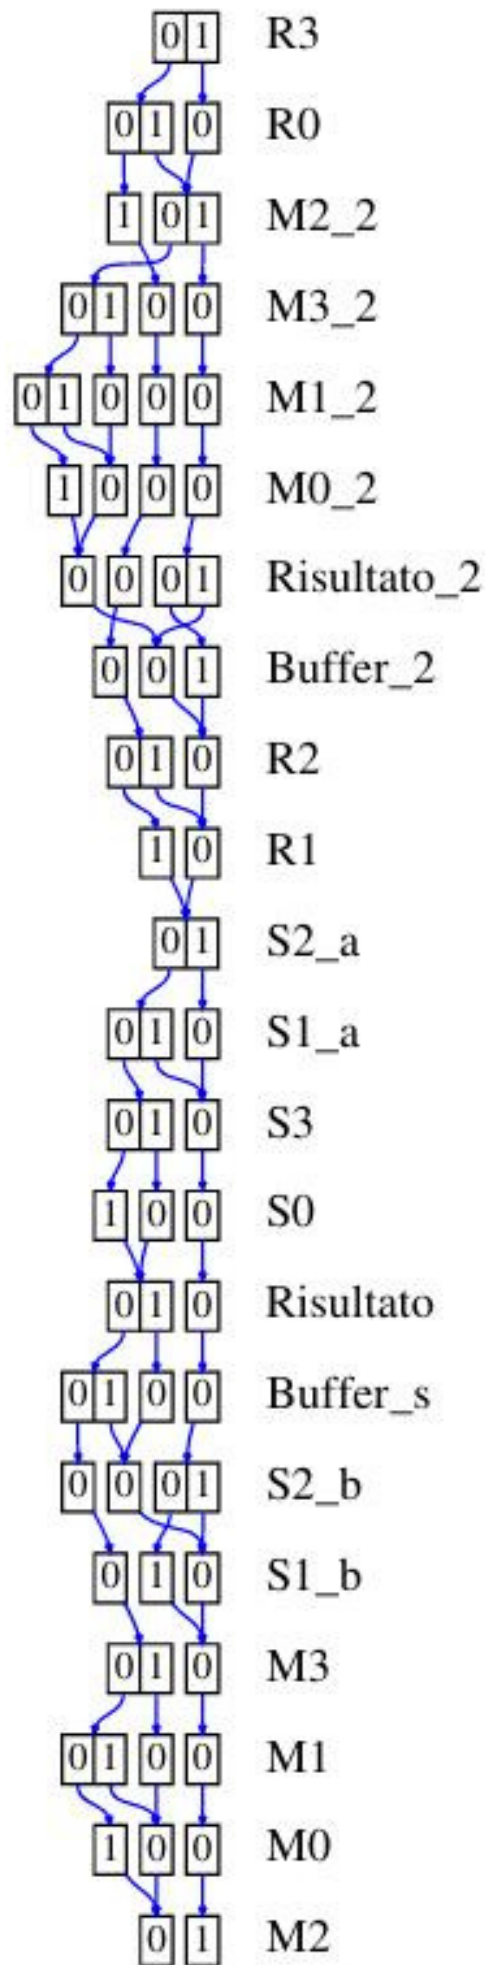 0 1 R3
0 1 0 R0
1 0 1 M2_2
0 1 0 0 M3_2
0 1 0 0 0 M1_2
1 0 0 0 M0_2
0 0 0 1 Risultato_2
0 0 1 Buffer_2
0 1 0 R2
1 0 R1
0 1 S2_a
0 1 0 S1_a
0 1 0 S3
1 0 0 S0
0 1 0 Risultato
0 1 0 0 Buffer_s
0 0 0 1 S2_b
0 1 0 S1_b
0 1 0 M3
0 1 0 0 M1
1 0 0 M0
0 1 M2